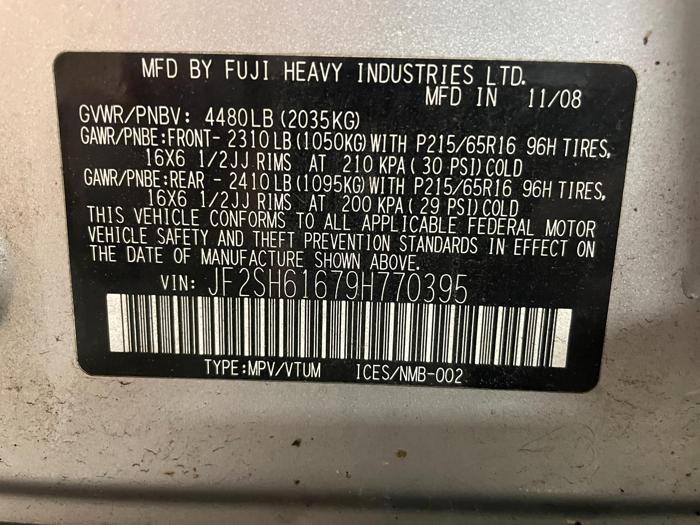 MFD BY FUJI HEAVY INDUSTRIES LTD.
MFD IN 11/08
GVWR/PNBV: 4480LB(2035KG)
GAWR/PNBE:FRONT- 2310LB(1050KG)WITH P215/65R16 96H TIRES,
16X6 1/2JJ RIMS AT 210 KPA(30 PSI)COLD
GAWR/PNBE:REAR - 2410LB(1095KG)WITH P215/65R16 96H TIRES,
16X6 1/2JJ RIMS AT 200 KPA(29 PSI)COLD
THIS VEHICLE CONFORMS TO ALL APPLICABLE FEDERAL MOTOR
VEHICLE SAFETY AND THEFT PREVENTION STANDARDS IN EFFECT ON
THE DATE OF MANUFACTURE SHOWN ABOVE.
VIN: JF2SH61679H770395
TYPE:MPV/VTUM ICES/NMB-002